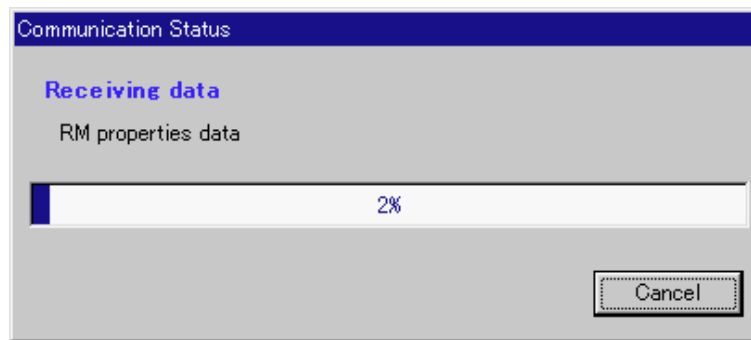 Communication Status
Receiving data
RM properties data
2%
Cancel